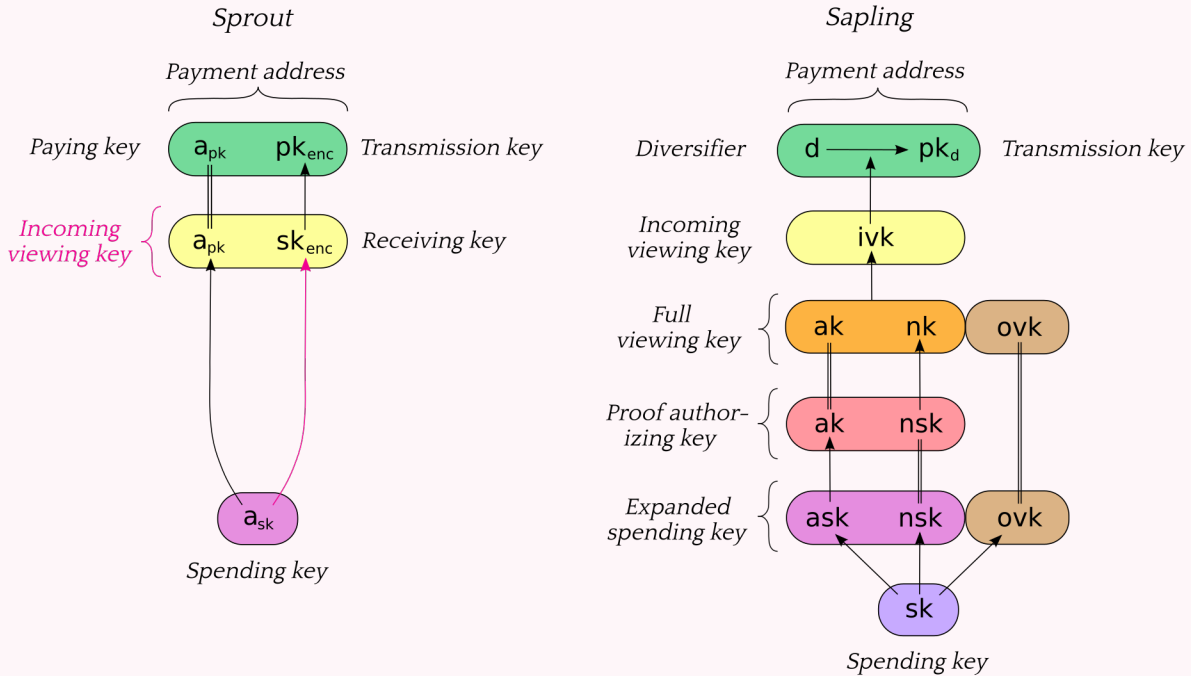 Sprout
Payment address
Paying key
a_pk
pk_enc
Transmission key
Incoming
viewing key
a_pk
sk_enc
Receiving key
a_sk
Spending key
Sapling
Payment address
Diversifier
d
pk_d
Transmission key
Incoming
viewing key
ivk
Full
viewing key
ak
nk
ovk
Proof author-
izing key
ak
nsk
Expanded
spending key
ask
nsk
ovk
sk
Spending key